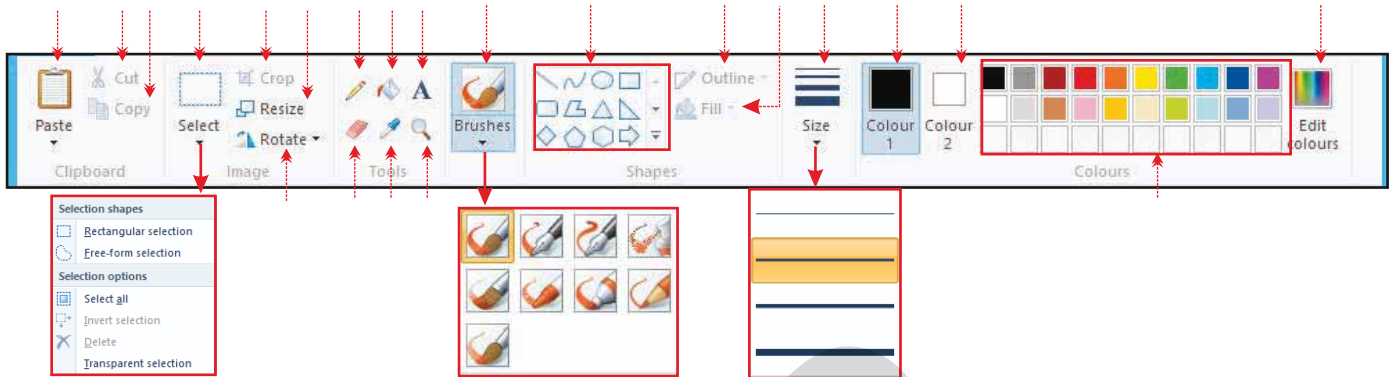 Paste
Cut
Copy
Clipboard
Select
Crop
Resize
Rotate
Image
A
Tools
Brushes
Outline
Fill
Shapes
Size
Colour
1
Colour
2
Edit
colours
Colours
Selection shapes
Rectangular selection
Free-form selection
Selection options
Select all
Invert selection
Delete
Transparent selection